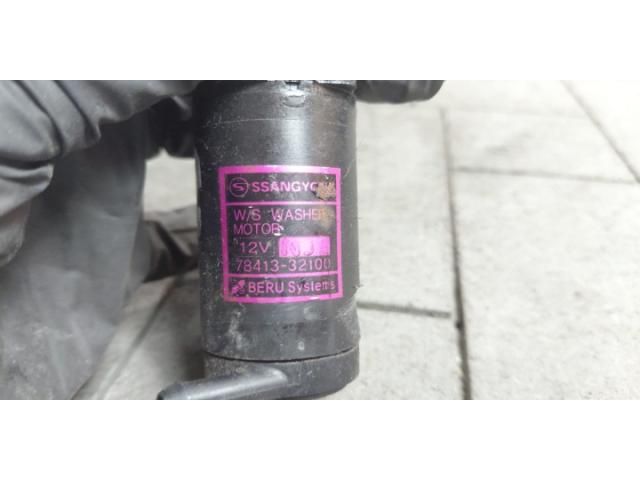 SSANGYONG
W/S WASHER
MOTOR
12V
78413-32100
BERU Systems